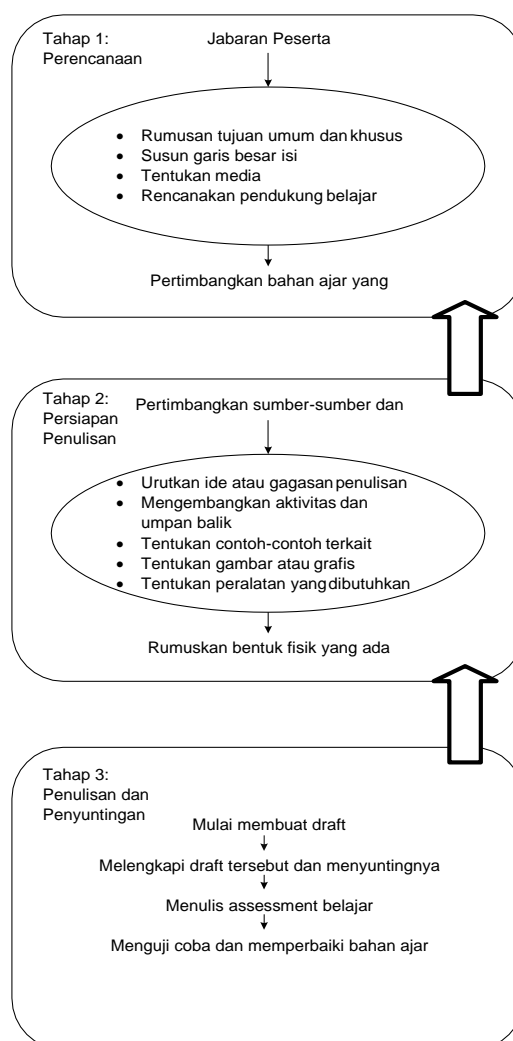 Tahap 1:
Perencanaan
Jabaran Peserta
• Rumusan tujuan umum dan khusus
• Susun garis besar isi
• Tentukan media
• Rencanakan pendukung belajar
Pertimbangkan bahan ajar yang
Tahap 2:
Persiapan
Penulisan
Pertimbangkan sumber-sumber dan
• Urutkan ide atau gagasan penulisan
• Mengembangkan aktivitas dan
umpan balik
• Tentukan contoh-contoh terkait
• Tentukan gambar atau grafis
• Tentukan peralatan yang dibutuhkan
Rumuskan bentuk fisik yang ada
Tahap 3:
Penulisan dan
Penyuntingan
Mulai membuat draft
Melengkapi draft tersebut dan menyuntingnya
Menulis assessment belajar
Menguji coba dan memperbaiki bahan ajar